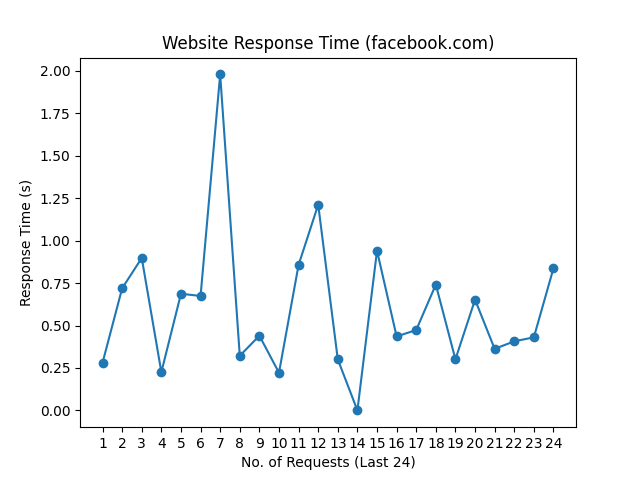 Website Response Time (facebook.com)
2.00
1.75
1.50
1.25
1.00
0.75
0.50
0.25
0.00
Response Time (s)
1 2 3 4 5 6 7 8 9 10 11 12 13 14 15 16 17 18 19 20 21 22 23 24
No. of Requests (Last 24)